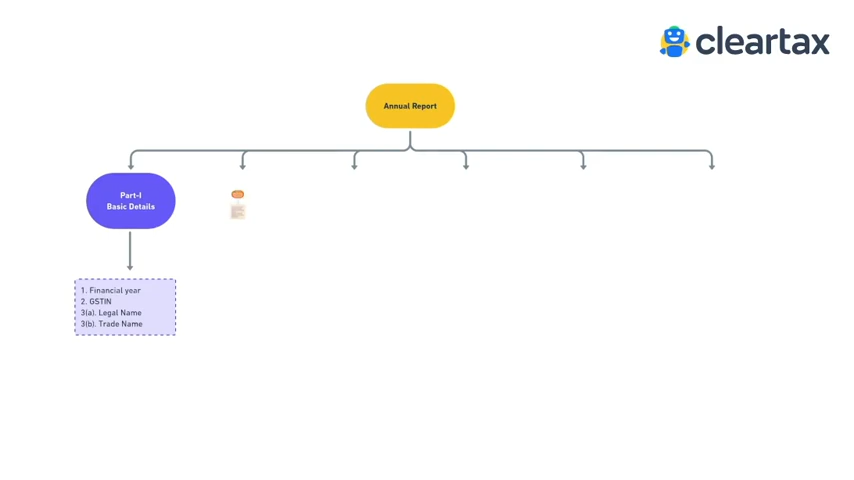 cleartax
Annual Report
Part-I
Basic Details
1. Financial year
2. GSTIN
3(a). Legal Name
3(b). Trade Name